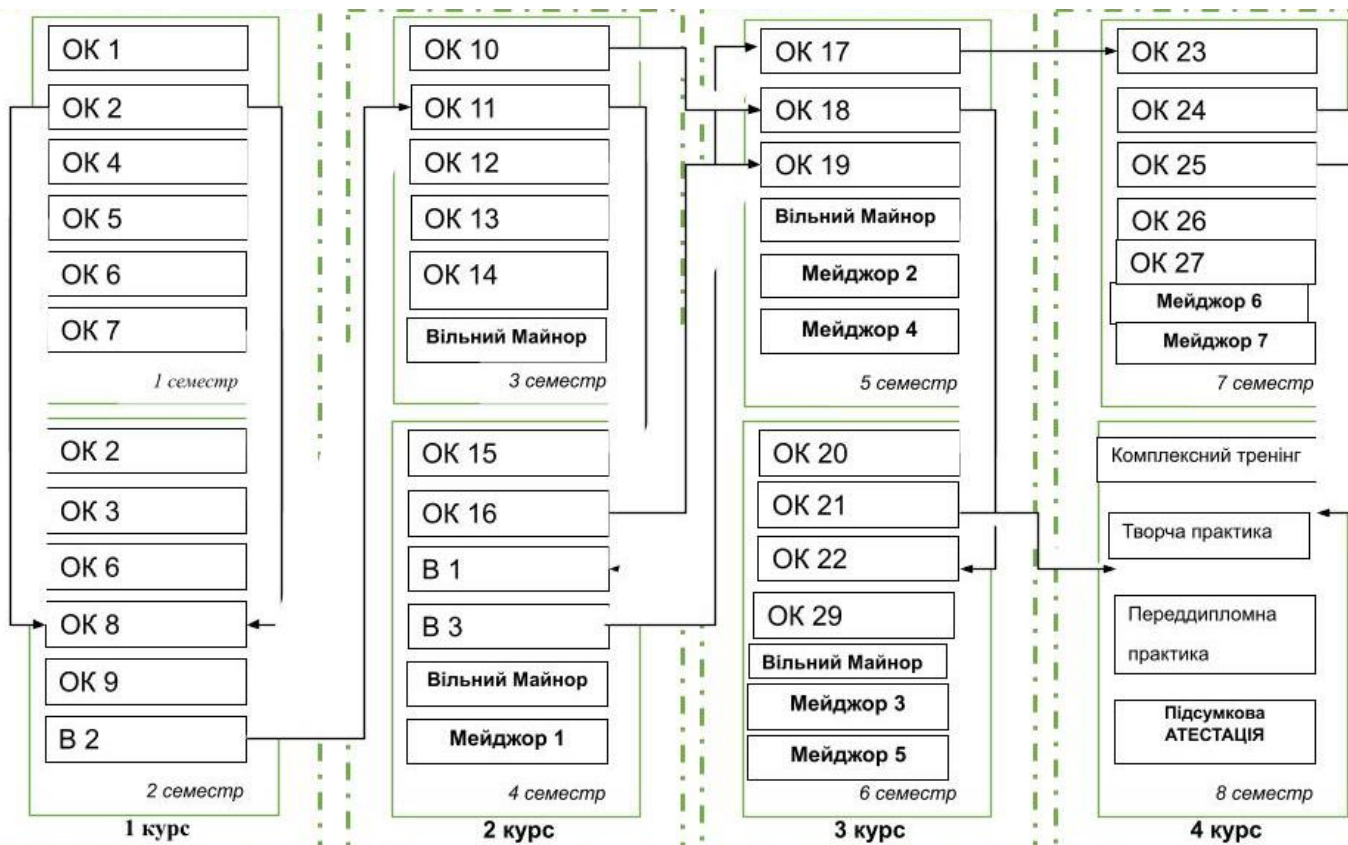 ОК 1
ОК 2
ОК 4
ОК 5
ОК 6
ОК 7
1 семестр
ОК 2
ОК 3
ОК 6
ОК 8
ОК 9
В 2
2 семестр
1 курс
ОК 10
ОК 11
ОК 12
ОК 13
ОК 14
Вільний Майнор
3 семестр
ОК 15
ОК 16
В 1
В 3
Вільний Майнор
Мейджор 1
4 семестр
2 курс
ОК 17
ОК 18
ОК 19
Вільний Майнор
Мейджор 2
Мейджор 4
5 семестр
ОК 20
ОК 21
ОК 22
ОК 29
Вільний Майнор
Мейджор 3
Мейджор 5
6 семестр
3 курс
ОК 23
ОК 24
ОК 25
ОК 26
ОК 27
Мейджор 6
Мейджор 7
7 семестр
Комплексний тренінг
Творча практика
Переддипломна
практика
Підсумкова
АТЕСТАЦІЯ
8 семестр
4 курс